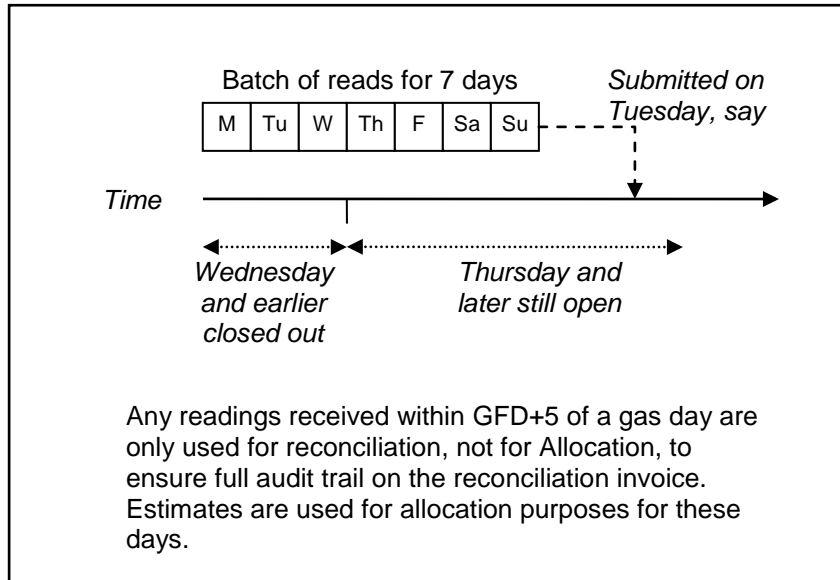 Batch of reads for 7 days
Submitted on
Tuesday, say
M Tu W Th F Sa Su
Time
Wednesday
and earlier
closed out
Thursday and
later still open
Any readings received within GFD+5 of a gas day are
only used for reconciliation, not for Allocation, to
ensure full audit trail on the reconciliation invoice.
Estimates are used for allocation purposes for these
days.